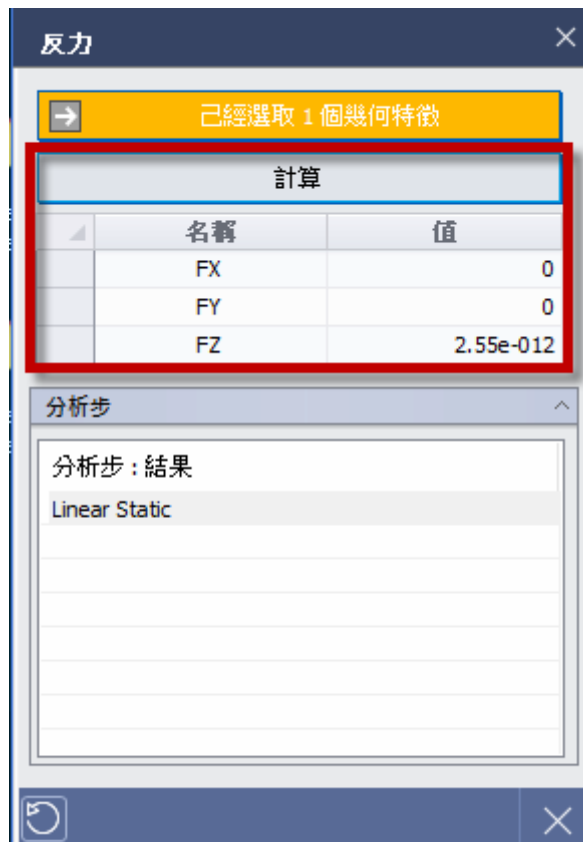 反力
已經選取 1 個幾何特徵
計算
名稱 值
FX 0
FY 0
FZ 2.55e-012
分析步
分析步 : 結果
Linear Static